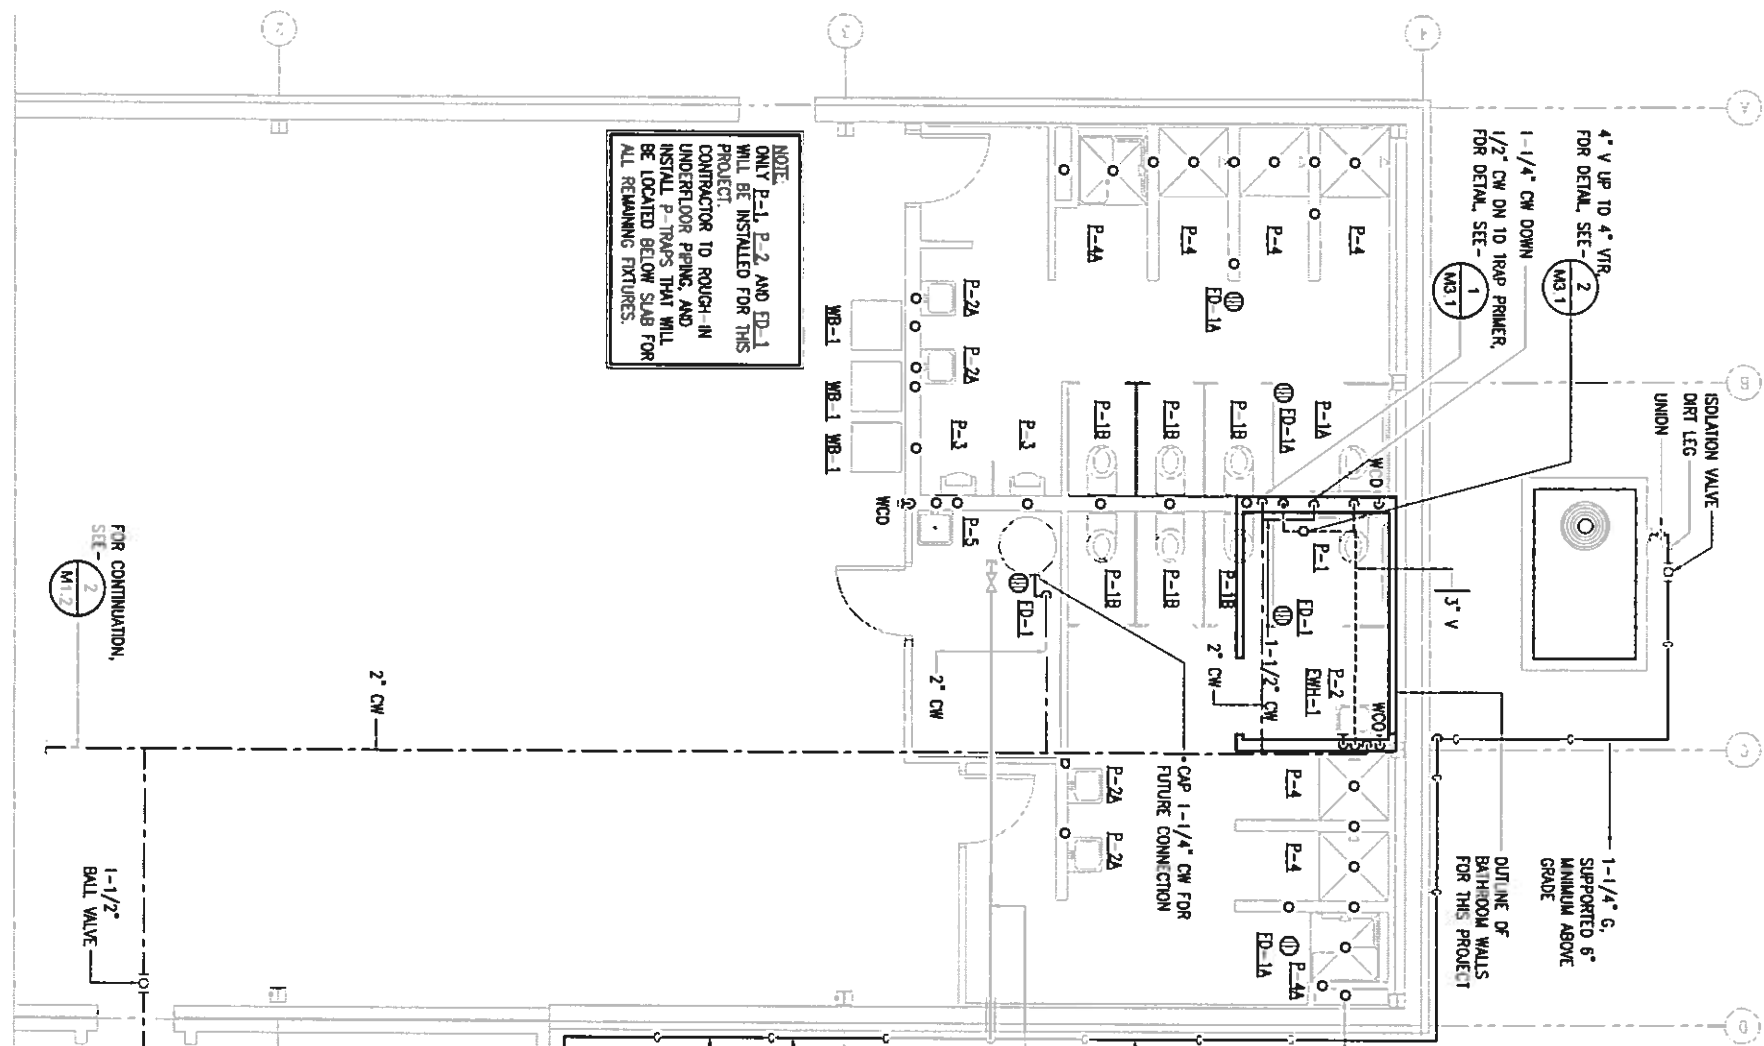 4" V UP TO 4" VTR,
FOR DETAIL, SEE-
2
M3.1
1-1/4" CW DOWN
1/2" CW DN TO TRAP PRIMER,
FOR DETAIL, SEE-
1
M3.1
ISOLATION VALVE
DIRT LEG
UNION
1-1/4" G,
SUPPORTED 6"
MINIMUM ABOVE
GRADE
OUTLINE OF
BATHROOM WALLS
FOR THIS PROJECT
3" V
P-4
P-4
P-4
P-4A
FD-1A
P-1A
FD-1A
P-1B
P-1B
P-1B
WCO
P-1
FD-1
P-2
EWH-1
WCO
1-1/2" CW
2" CW
P-1B
P-1B
P-1B
P-2A
P-2A
P-3
P-3
P-5
FD-1
WCO
WB-1
WB-1
WB-1
2" CW
CAP 1-1/4" CW FOR
FUTURE CONNECTION
P-4
P-4
P-4A
FD-1A
P-2A
P-2A
NOTE:
ONLY P-1, P-2, AND FD-1
WILL BE INSTALLED FOR THIS
PROJECT.
CONTRACTOR TO ROUGH-IN
UNDERFLOOR PIPING, AND
INSTALL P-TRAPS THAT WILL
BE LOCATED BELOW SLAB FOR
ALL REMAINING FIXTURES.
2" CW
FOR CONTINUATION,
SEE-
2
M1.2
1-1/2"
BALL VALVE
A
B
C
D